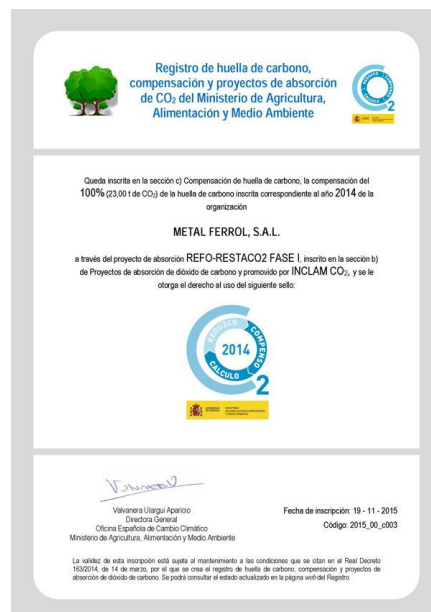 Registro de huella de carbono,
compensación y proyectos de absorción
de CO₂ del Ministerio de Agricultura,
Alimentación y Medio Ambiente
Queda inscrita en la sección c) Compensación de huella de carbono, la compensación del
100% (23,00 t de CO₂) de la huella de carbono inscrita correspondiente al año 2014 de la
organización
METAL FERROL, S.A.L.
a través del proyecto de absorción REFO-RESTACO2 FASE I, inscrito en la sección b)
de Proyectos de absorción de dióxido de carbono y promovido por INCLAM CO₂, y se le
otorga el derecho al uso del siguiente sello:
REDUZCO COMPENSO
2014
CALCULO
2
Valvanera Ulargui Aparicio
Directora General
Oficina Española de Cambio Climático
Ministerio de Agricultura, Alimentación y Medio Ambiente
Fecha de inscripción: 19 - 11 - 2015
Código: 2015_00_c003
La validez de esta inscripción está sujeta al mantenimiento a las condiciones que se citan en el Real Decreto
163/2014, de 14 de marzo, por el que se crea el registro de huella de carbono, compensación y proyectos de
absorción de dióxido de carbono. Se podrá consultar el estado actualizado en la página web del Registro.